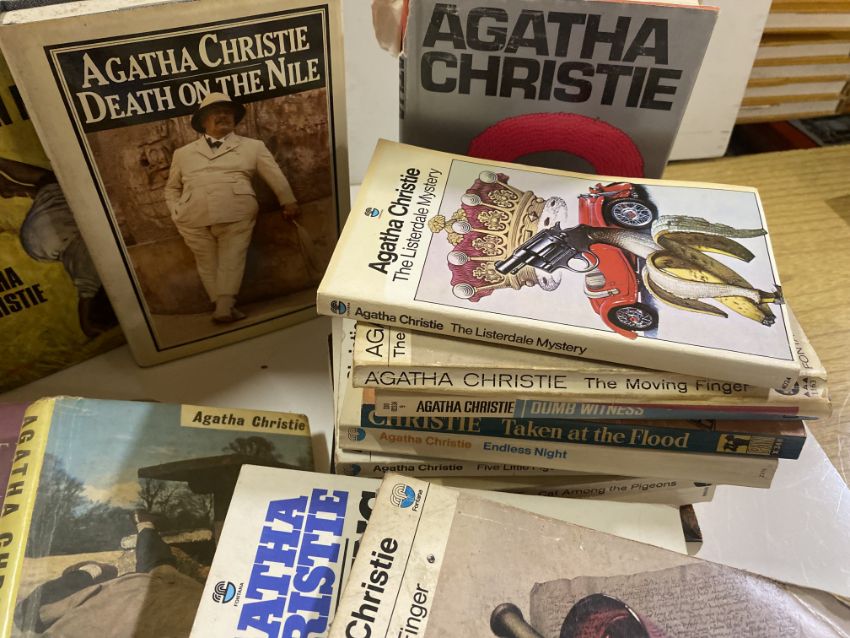 AGATHA CHRISTIE
DEATH ON THE NILE
AGATHA
CHRISTIE
Agatha Christie
The Listerdale Mystery
FONTANA
Agatha Christie The Listerdale Mystery
AGATHA CHRISTIE The Moving Finger
AGATHA CHRISTIE DUMB WITNESS
CHRISTIE Taken at the Flood
Agatha Christie Endless Night
Agatha Christie Five Little
Cat Among the Pigeons
Agatha Christie
AGATHA
FONTANA
Christie
Finger
FONTANA